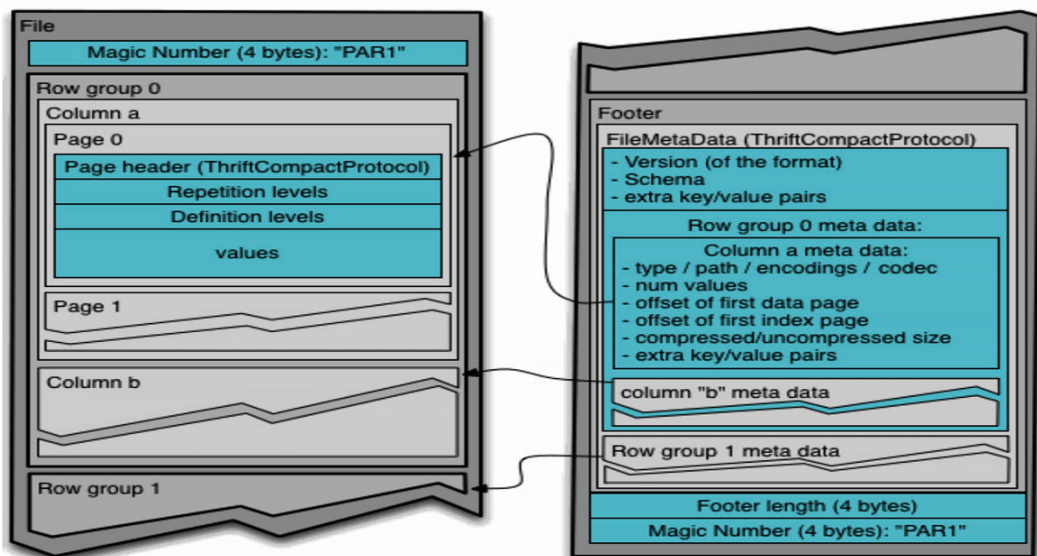 File
Magic Number (4 bytes): "PAR1"
Row group 0
Column a
Page 0
Page header (ThriftCompactProtocol)
Repetition levels
Definition levels
values
Page 1
Column b
Row group 1
Footer
FileMetaData (ThriftCompactProtocol)
- Version (of the format)
- Schema
- extra key/value pairs
Row group 0 meta data:
Column a meta data:
- type / path / encodings / codec
- num values
- offset of first data page
- offset of first index page
- compressed/uncompressed size
- extra key/value pairs
column "b" meta data
Row group 1 meta data
Footer length (4 bytes)
Magic Number (4 bytes): "PAR1"